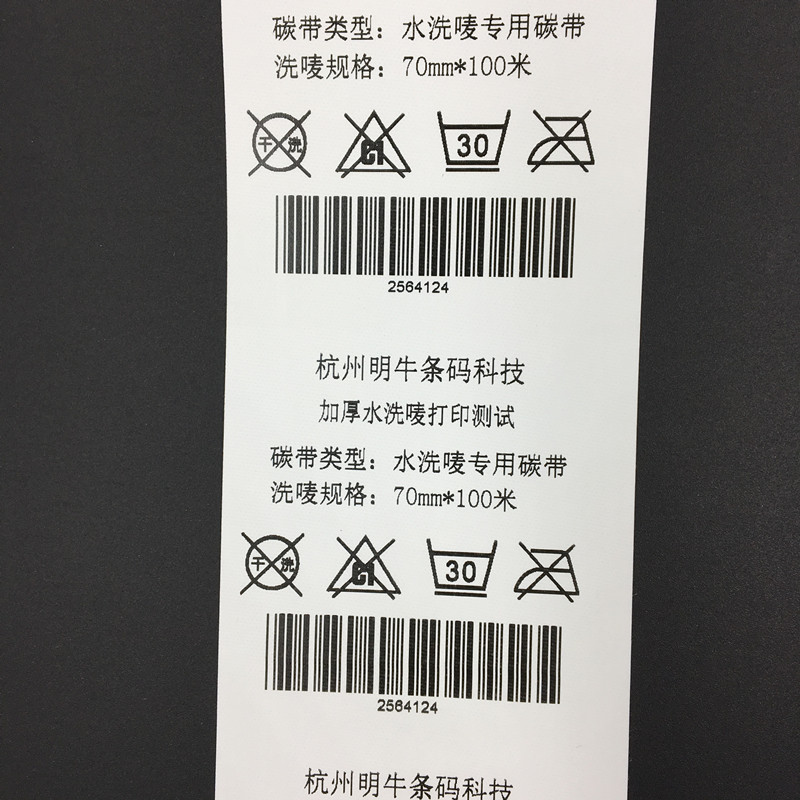 碳带类型：水洗唛专用碳带
洗唛规格：70mm*100米
干洗 C1 30
2564124
杭州明牛条码科技
加厚水洗唛打印测试
碳带类型：水洗唛专用碳带
洗唛规格：70mm*100米
干洗 C1 30
2564124
杭州明牛条码科技